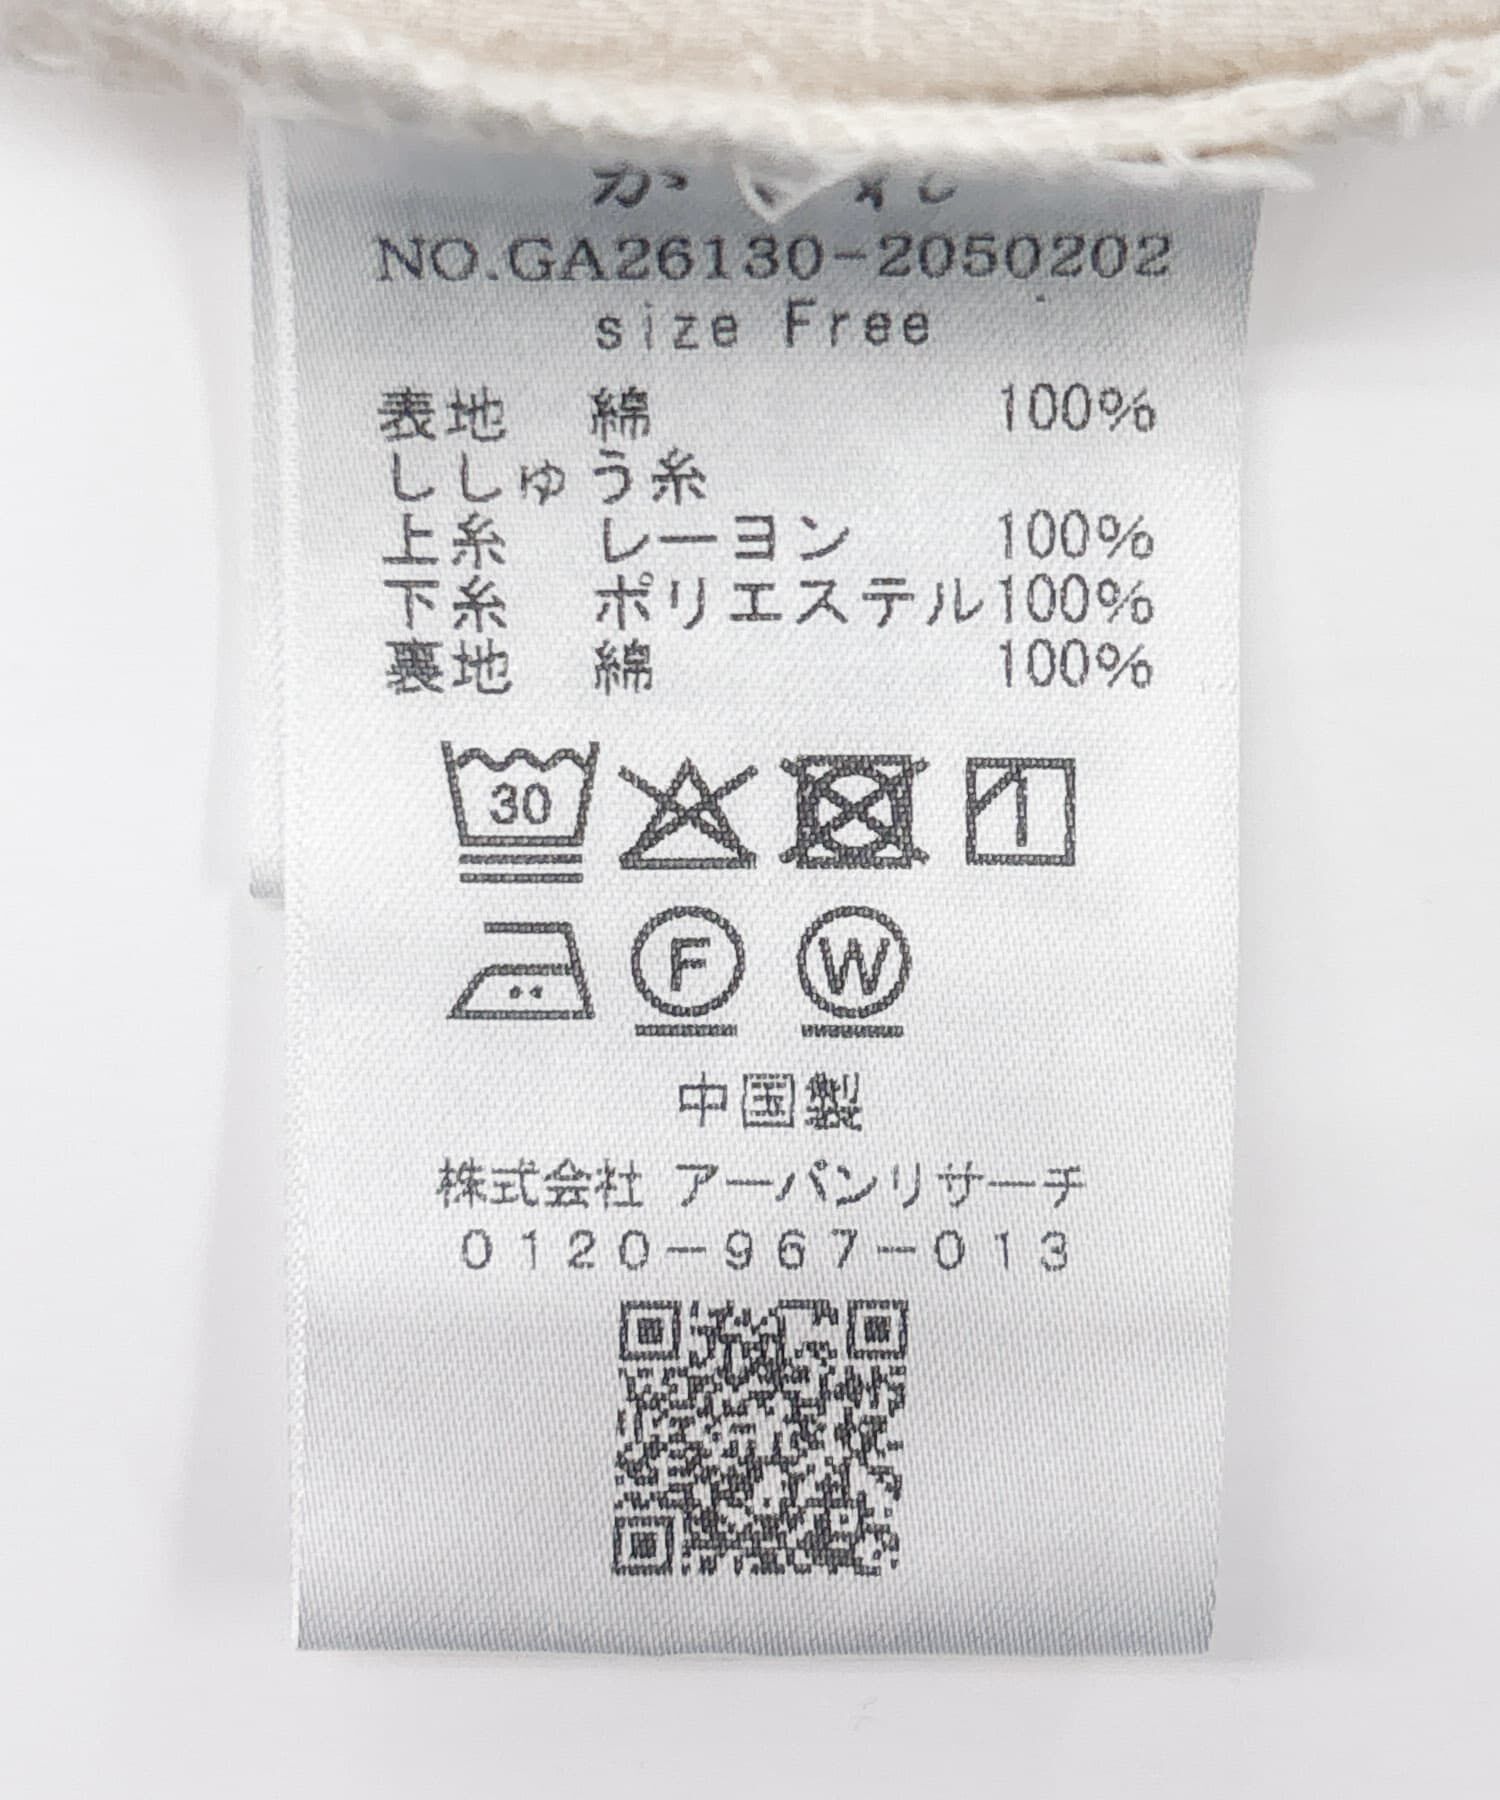 NO.GA26130-2050202
size Free
表地 綿 100%
ししゅう糸
上糸 レーヨン 100%
下糸 ポリエステル100%
裏地 綿 100%
30
F W
中国製
株式会社 アーバンリサーチ
0120-967-013